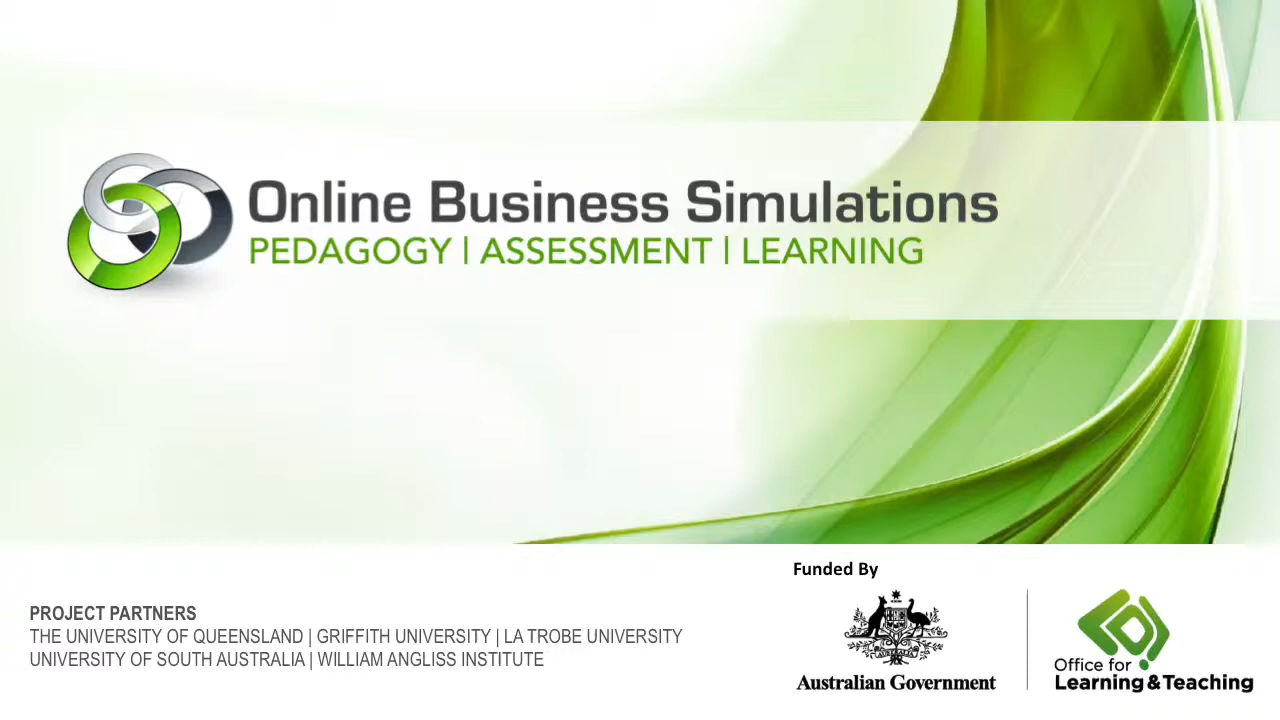 Online Business Simulations
PEDAGOGY | ASSESSMENT | LEARNING
PROJECT PARTNERS
THE UNIVERSITY OF QUEENSLAND | GRIFFITH UNIVERSITY | LA TROBE UNIVERSITY
UNIVERSITY OF SOUTH AUSTRALIA | WILLIAM ANGLISS INSTITUTE
Funded By
AUSTRALIA
Australian Government
Office for
Learning & Teaching